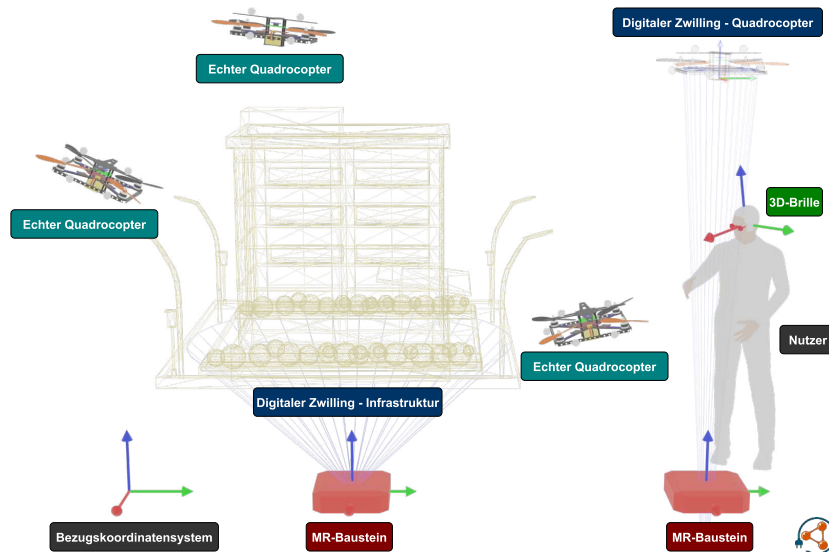 Digitaler Zwilling - Quadrocopter
Echter Quadrocopter
3D-Brille
Echter Quadrocopter
Nutzer
Echter Quadrocopter
Digitaler Zwilling - Infrastruktur
Bezugskoordinatensystem
MR-Baustein
MR-Baustein